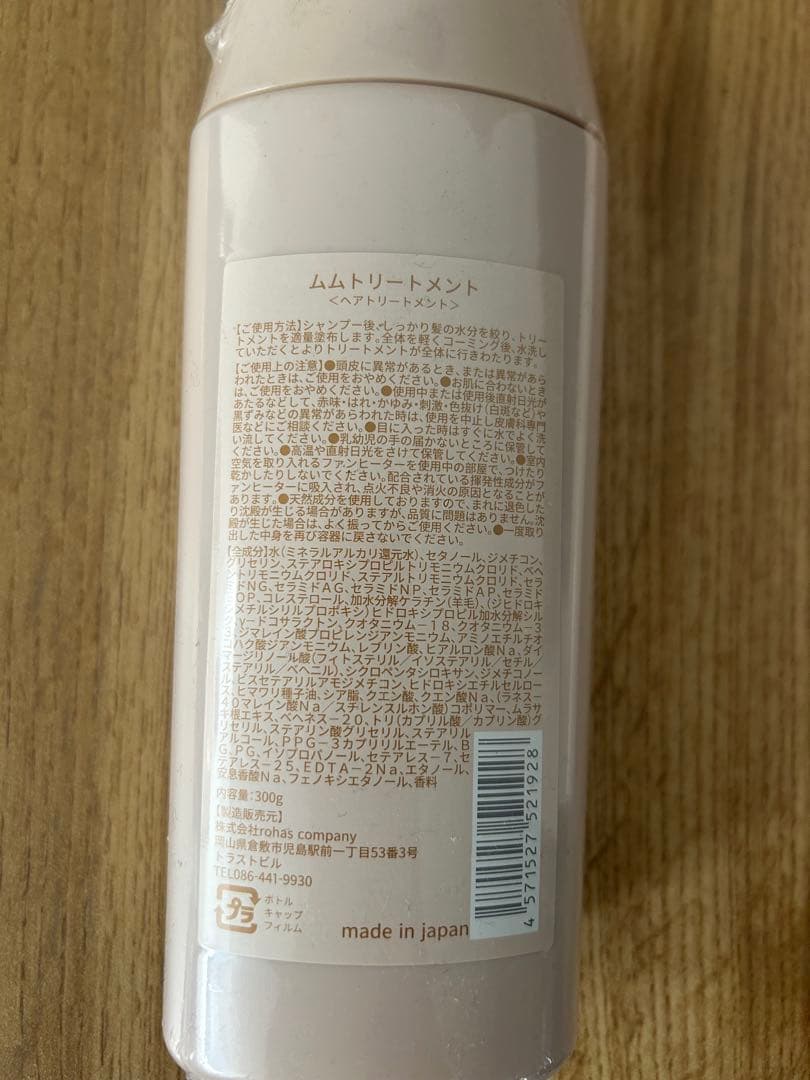 ムムトリートメント
＜ヘアトリートメント＞
【ご使用方法】シャンプー後、しっかり髪の水分を絞り、トリー
トメントを適量塗布します。全体を軽くコーミング後、水洗し
ていただくとよりトリートメントが全体に行きわたります。
【ご使用上の注意】●頭皮に異常があるとき、または異常があら
われたときは、ご使用をおやめください。●お肌に合わないとき
は、ご使用をおやめください。●使用中または使用後直射日光が
あたるなどして、赤味・はれ・かゆみ・刺激・色抜け（白斑など）や
黒ずみなどの異常があらわれた時は、使用を中止し皮膚科専門
医などにご相談ください。●目に入った時はすぐに水でよく洗
い流してください。●乳幼児の手の届かないところに保管して
ください。●高温や直射日光をさけて保管してください。●室内
空気を取り入れるファンヒーターを使用中の部屋で、つけたり
乾かしたりしないでください。配合されている揮発性成分がフ
ァンヒーターに吸入され、点火不良や消火の原因となることが
あります。●天然成分を使用しておりますので、まれに退色した
り沈殿が生じる場合がありますが、品質に問題はありません。沈
殿が生じた場合は、よく振ってからご使用ください。●一度取り
出した中身を再び容器に戻さないでください。
【全成分】水（ミネラルアルカリ還元水）、セタノール、ジメチコン、
グリセリン、ステアロキシプロピルトリモニウムクロリド、ベヘ
ントリモニウムクロリド、ステアルトリモニウムクロリド、セラ
ミドNG、セラミドAG、セラミドNP、セラミドAP、セラミド
EOP、コレステロール、加水分解ケラチン（羊毛）、（ジヒドロキ
シメチルシリルプロポキシ）ヒドロキシプロピル加水分解シル
ク、γ－ドコサラクトン、クオタニウム－18、クオタニウム－3
3、ジマレイン酸プロピレンジアンモニウム、アミノエチルチオ
コハク酸ジアンモニウム、レブリン酸、ヒアルロン酸Na、ダイ
マージリノール酸（フィトステリル／イソステアリル／セチル／
ステアリル／ベヘニル）、シクロペンタシロキサン、ジメチコノー
ル、ビスセテアリルアモジメチコン、ヒドロキシエチルセルロー
ス、ヒマワリ種子油、シア脂、クエン酸、クエン酸Na、（ラネス－
40マレイン酸Na／スチレンスルホン酸）コポリマー、ムラサ
キ根エキス、ベヘネス－20、トリ（カプリル酸／カプリン酸）グ
リセリル、ステアリン酸グリセリル、ステアリル
アルコール、PPG－3カプリリルエーテル、B
G、PG、イソプロパノール、セテアレス－7、セ
テアレス－25、EDTA－2Na、エタノール、
安息香酸Na、フェノキシエタノール、香料
内容量:300g
【製造販売元】
株式会社rohas company
岡山県倉敷市児島駅前一丁目53番3号
トラストビル
TEL086-441-9930
プラ
ボトル
キャップ
フィルム
made in japan
4 571527 521928